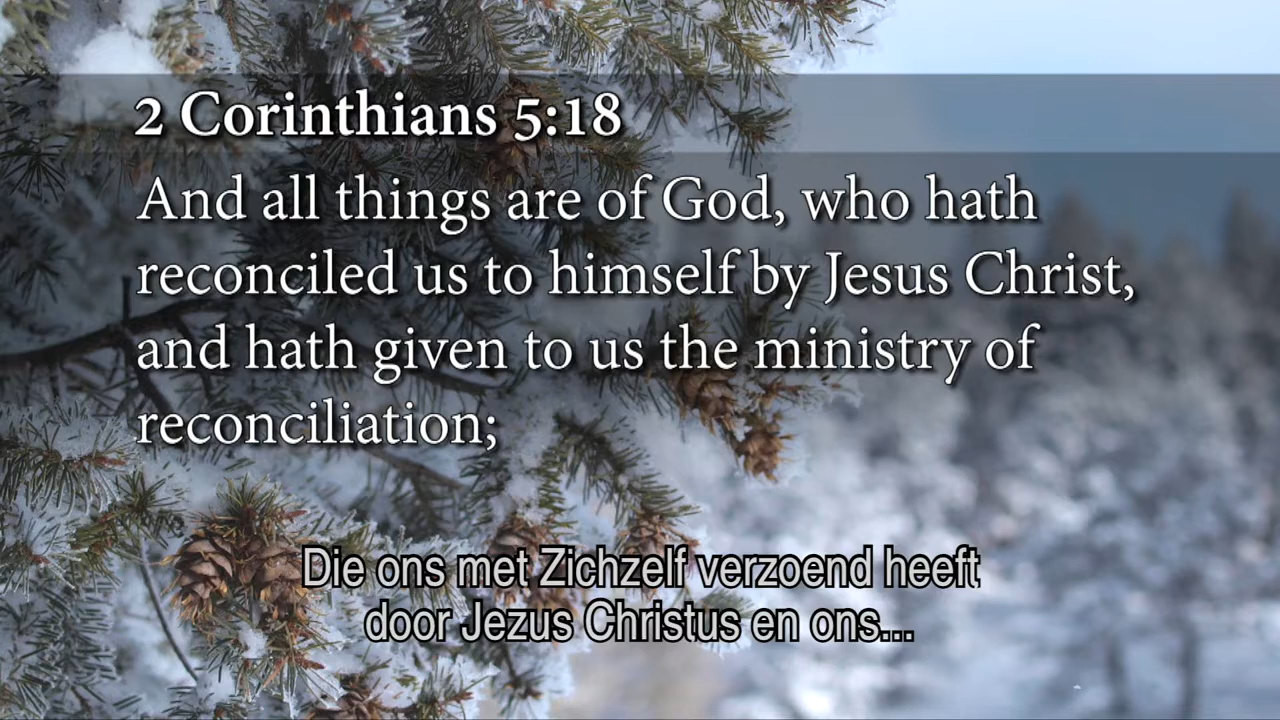 2 Corinthians 5:18
And all things are of God, who hath
reconciled us to himself by Jesus Christ,
and hath given to us the ministry of
reconciliation;
Die ons met Zichzelf verzoend heeft
door Jezus Christus en ons...